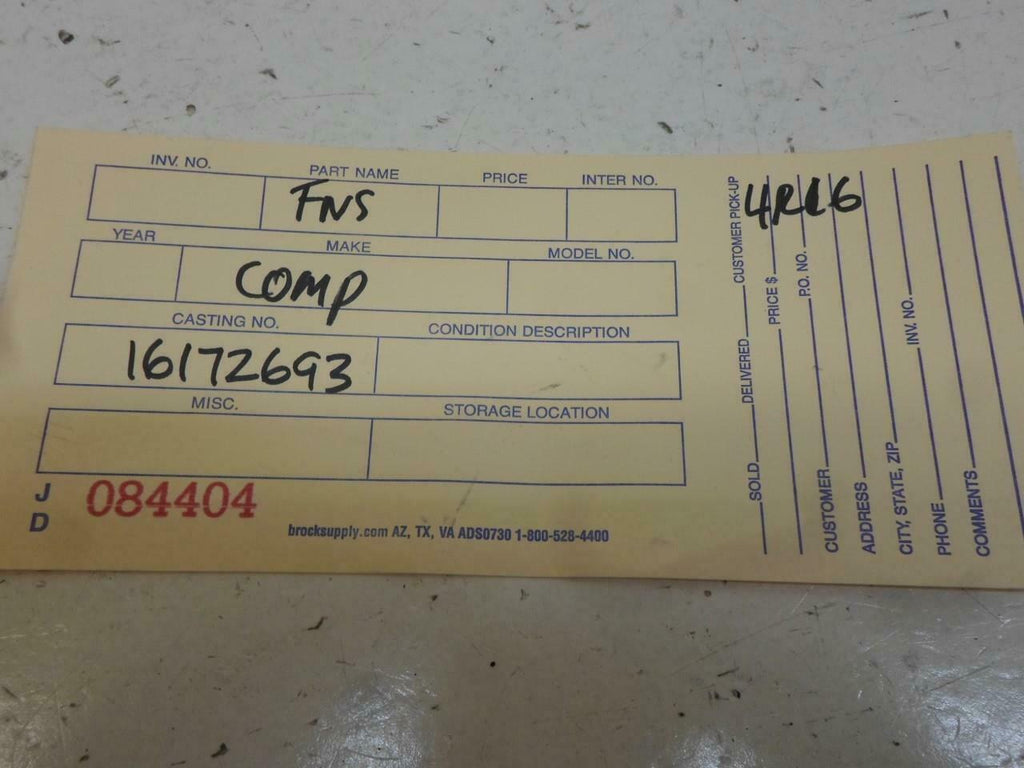 INV. NO. PART NAME PRICE INTER NO.
FNS
YEAR MAKE MODEL NO.
COMP
CASTING NO. CONDITION DESCRIPTION
16172693
MISC. STORAGE LOCATION
J D 084404
brocksupply.com AZ, TX, VA ADS0730 1-800-528-4400
SOLD DELIVERED CUSTOMER PICK-UP
PRICE $
CUSTOMER P.O. NO.
ADDRESS
CITY, STATE, ZIP INV. NO.
PHONE
COMMENTS